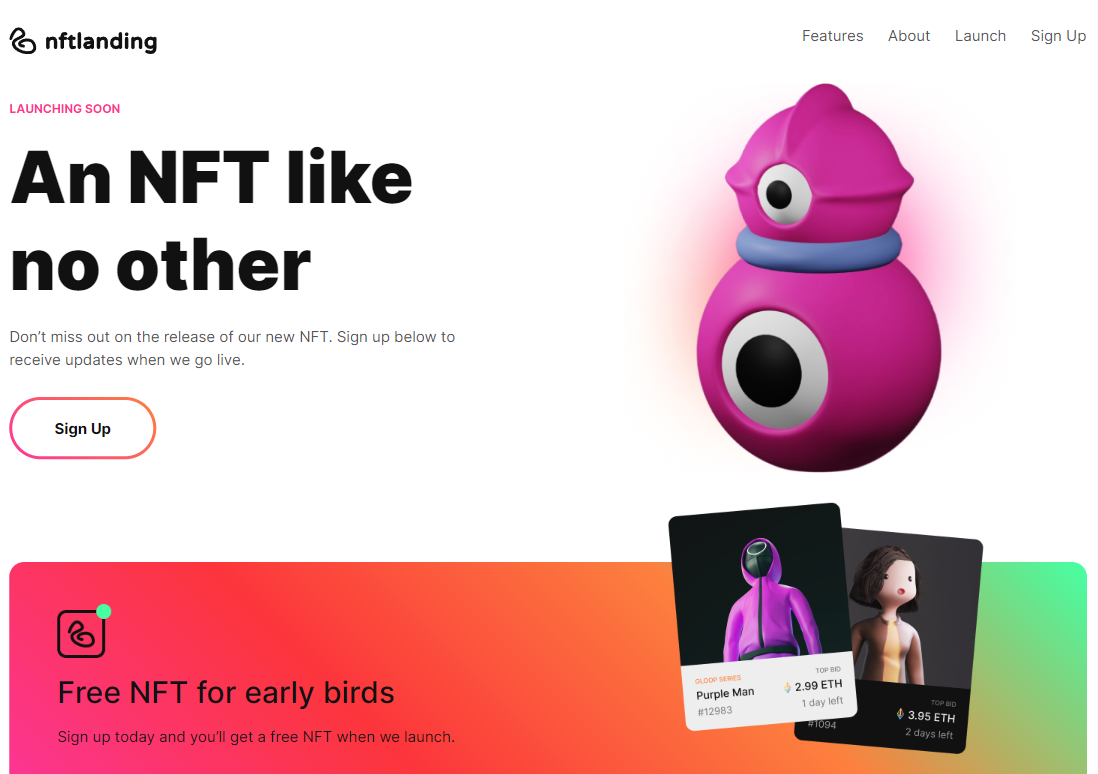 nftlanding
Features About Launch Sign Up
LAUNCHING SOON
An NFT like
no other
Don’t miss out on the release of our new NFT. Sign up below to
receive updates when we go live.
Sign Up
Free NFT for early birds
Sign up today and you’ll get a free NFT when we launch.
GLOOP SERIES
Purple Man
#12983
TOP BID
2.99 ETH
1 day left
#1094
TOP BID
3.95 ETH
2 days left